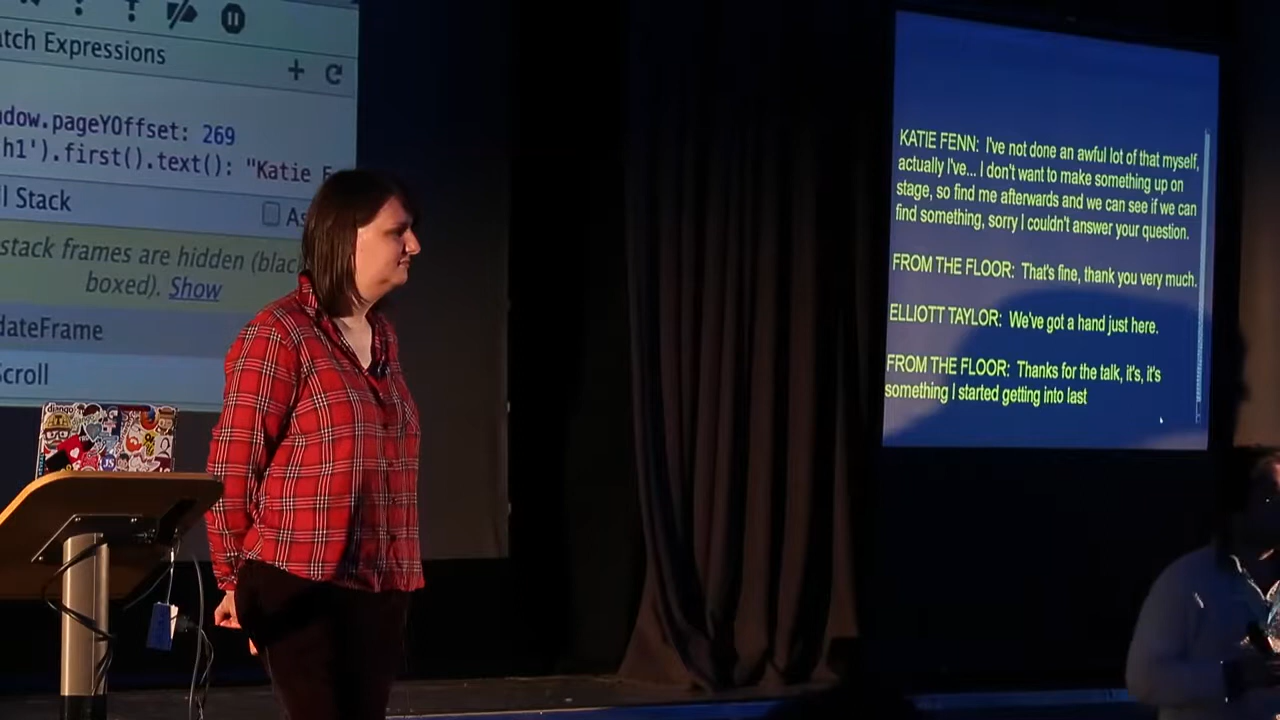 tch Expressions
dow.pageYOffset: 269
h1').first().text(): "Katie F
l Stack
As
stack frames are hidden (blac
boxed). Show
dateFrame
Scroll
django
JS
KATIE FENN: I've not done an awful lot of that myself,
actually I've... I don't want to make something up on
stage, so find me afterwards and we can see if we can
find something, sorry I couldn't answer your question.
FROM THE FLOOR: That's fine, thank you very much.
ELLIOTT TAYLOR: We've got a hand just here.
FROM THE FLOOR: Thanks for the talk, it's, it's
something I started getting into last